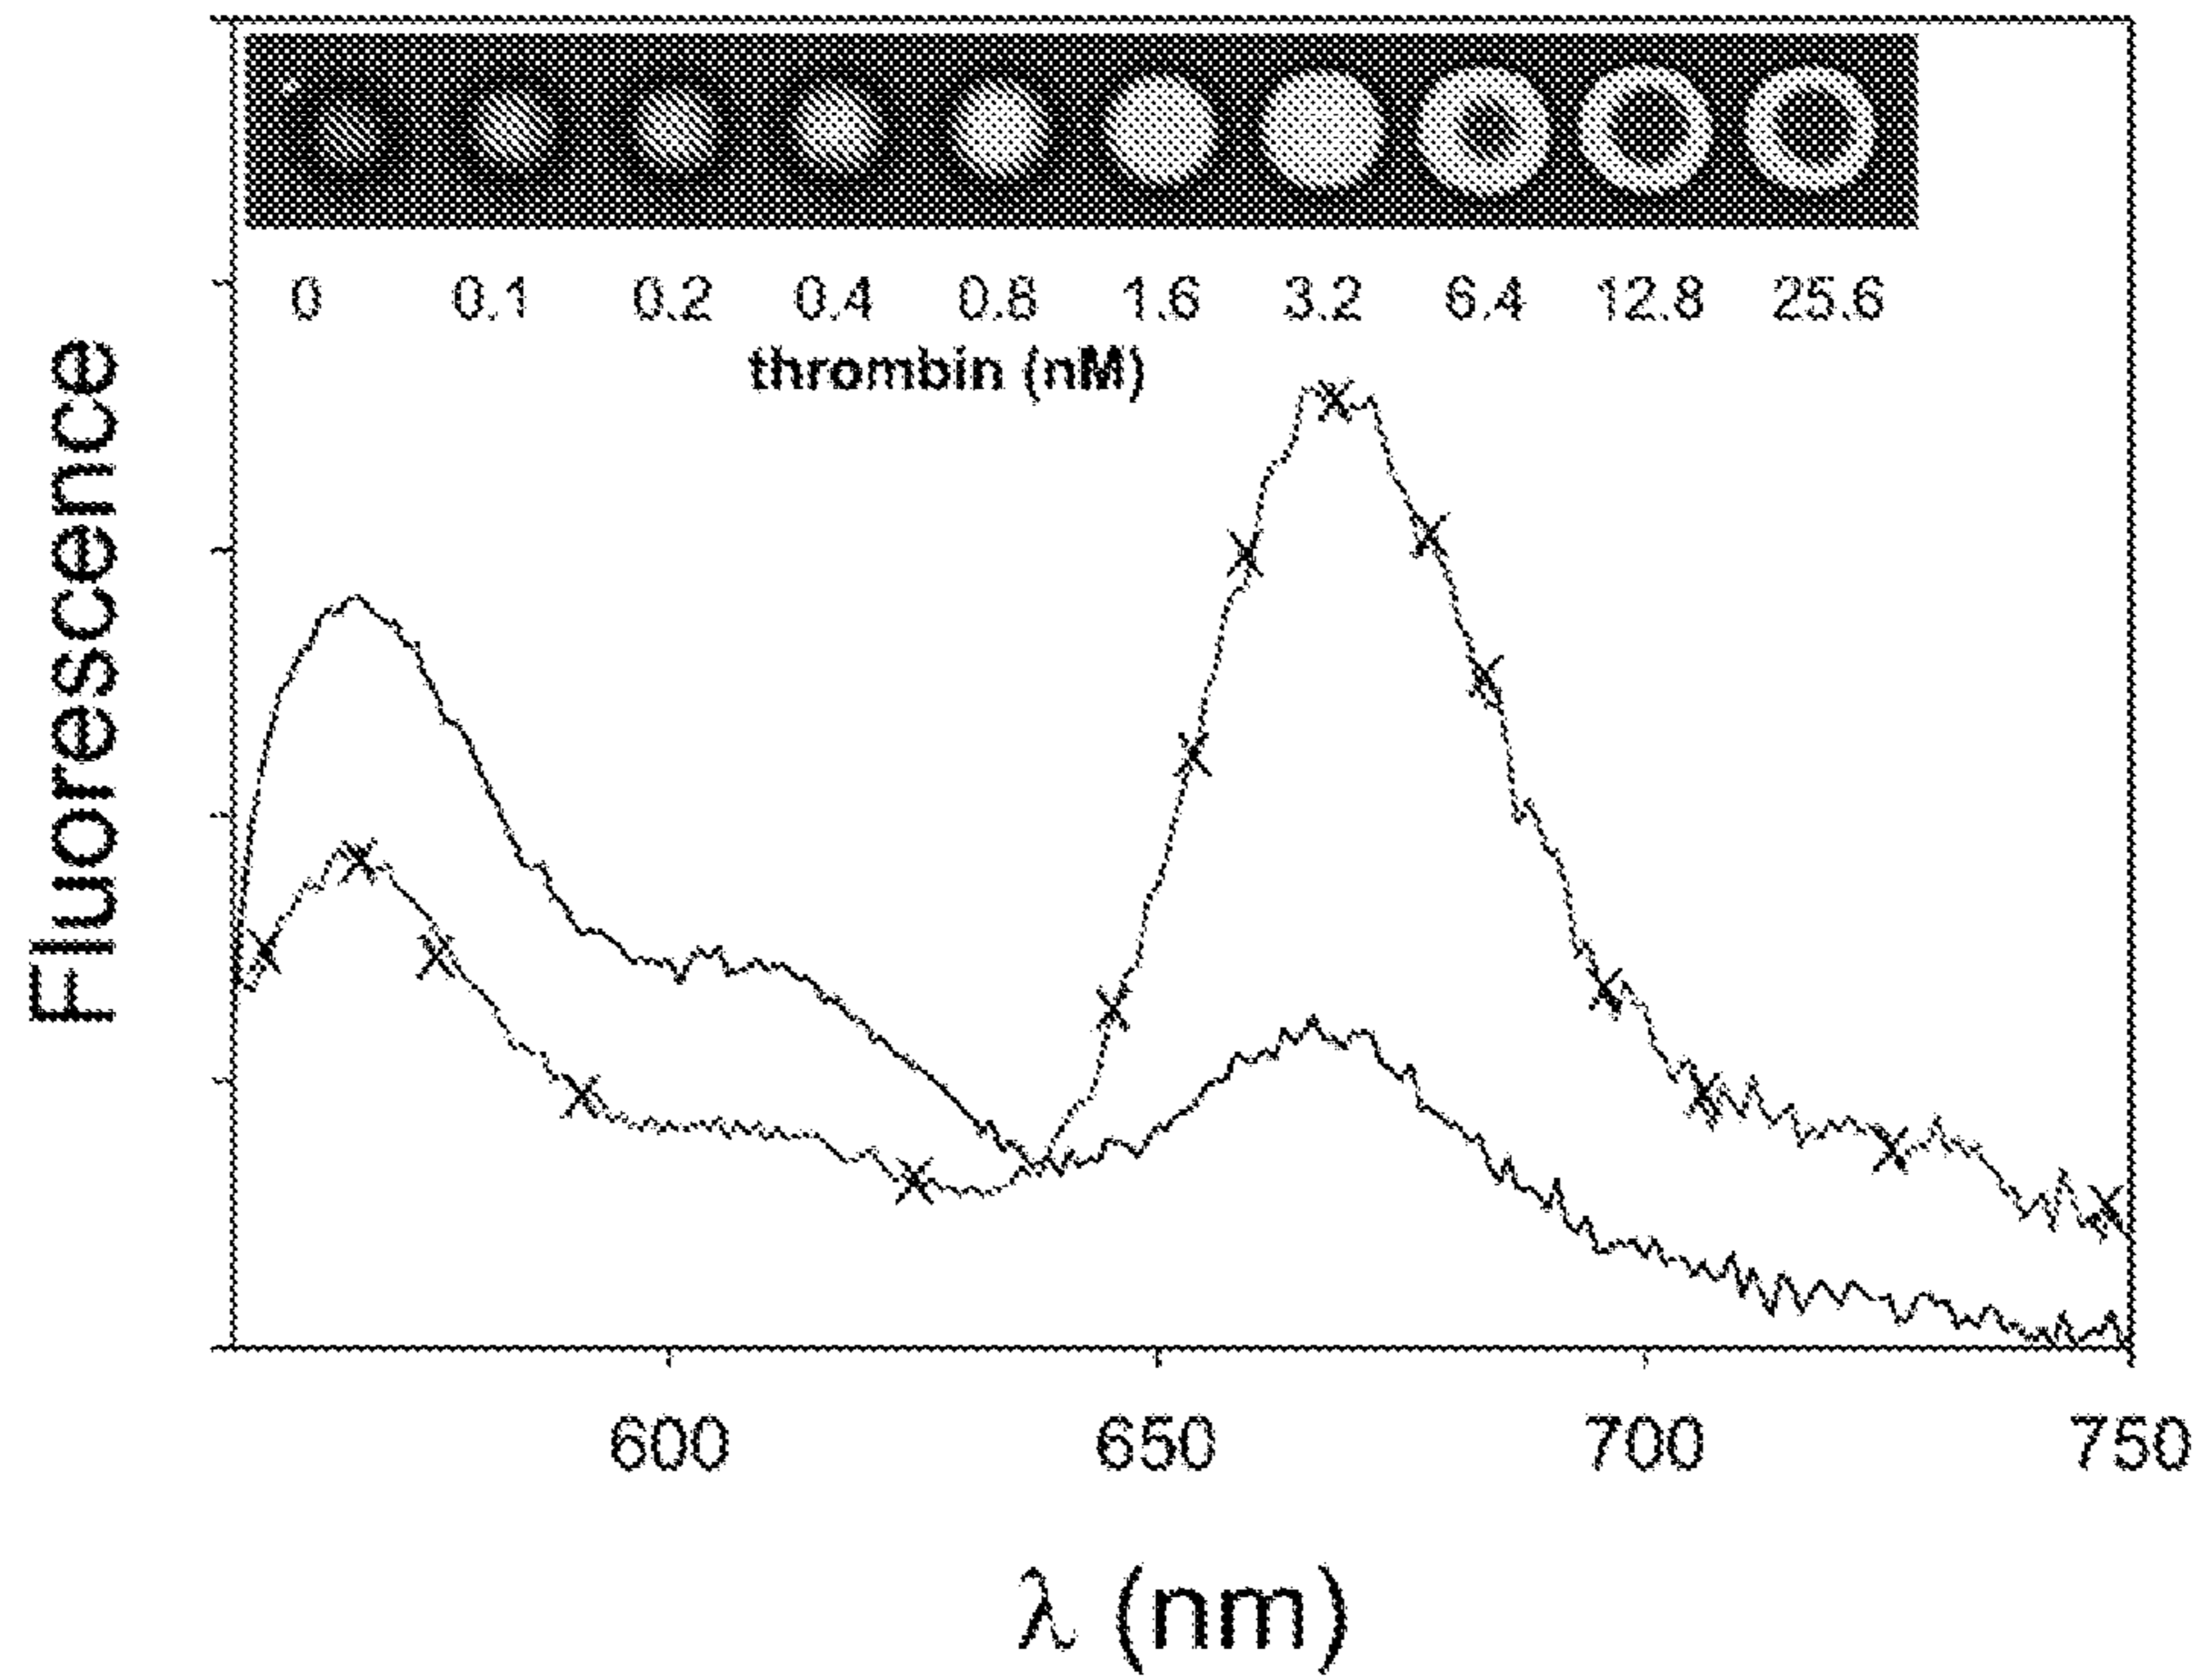 0 0.1 0.2 0.4 0.8 1.6 3.2 6.4 12.8 25.6
thrombin (nM)
Fluorescence
600 650 700 750
λ (nm)